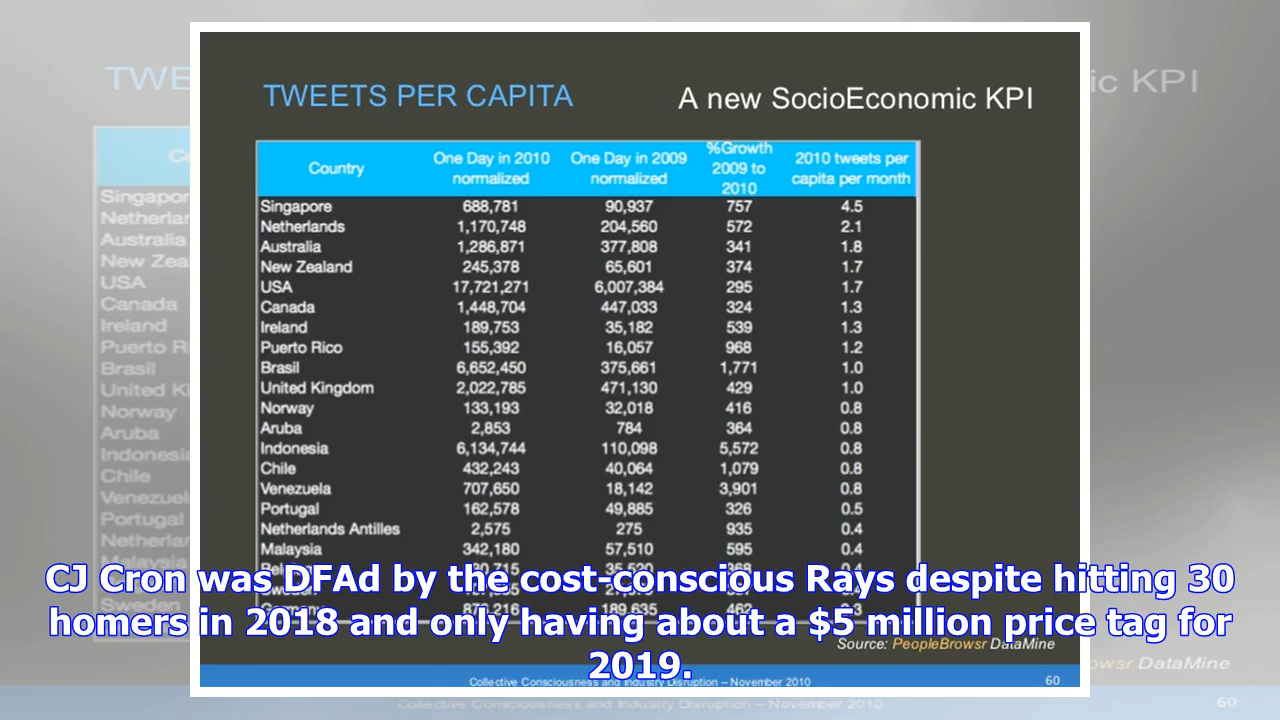 TWEETS PER CAPITA A new SocioEconomic KPI
Country One Day in 2010 normalized One Day in 2009 normalized %Growth 2009 to 2010 2010 tweets per capita per month
Singapore 688,781 90,937 757 4.5
Netherlands 1,170,748 204,560 572 2.1
Australia 1,286,871 377,808 341 1.8
New Zealand 245,378 65,601 374 1.7
USA 17,721,271 6,007,384 295 1.7
Canada 1,448,704 447,033 324 1.3
Ireland 189,753 35,182 539 1.3
Puerto Rico 155,392 16,057 968 1.2
Brasil 6,652,450 375,661 1,771 1.0
United Kingdom 2,022,785 471,130 429 1.0
Norway 133,193 32,018 416 0.8
Aruba 2,853 784 364 0.8
Indonesia 6,134,744 110,098 5,572 0.8
Chile 432,243 40,064 1,079 0.8
Venezuela 707,650 18,142 3,901 0.8
Portugal 162,578 49,885 326 0.5
Netherlands Antilles 2,575 275 935 0.4
Malaysia 342,180 57,510 595 0.4
Sweden
Germany 189,635 462
CJ Cron was DFAd by the cost-conscious Rays despite hitting 30
homers in 2018 and only having about a $5 million price tag for
2019.
Source: PeopleBrowsr DataMine
Collective Consciousness and Industry Disruption – November 2010 60